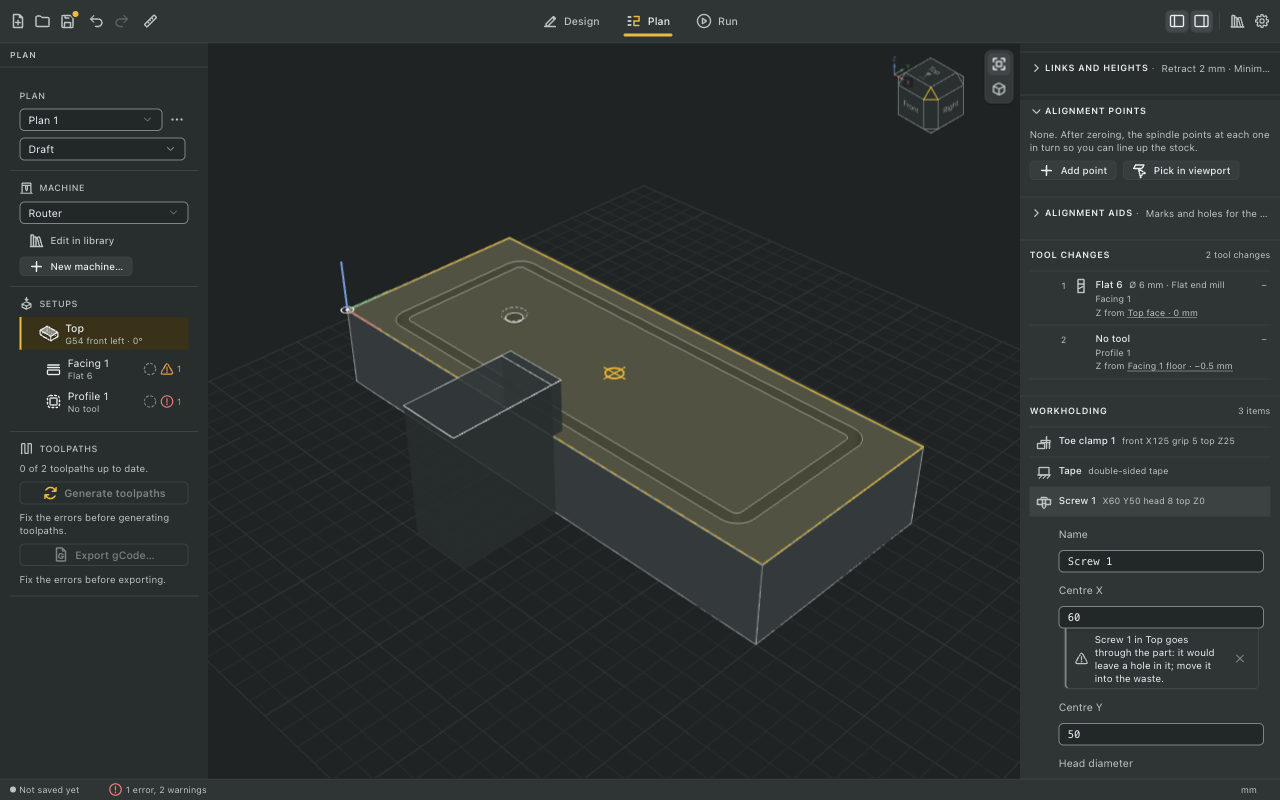 Design
Plan
Run
PLAN
PLAN
Plan 1
Draft
MACHINE
Router
Edit in library
New machine...
SETUPS
Top
G54 front left · 0°
Facing 1
Flat 6
1
Profile 1
No tool
1
TOOLPATHS
0 of 2 toolpaths up to date.
Generate toolpaths
Fix the errors before generating
toolpaths.
Export gCode...
Fix the errors before exporting.
Top
Front
Right
LINKS AND HEIGHTS · Retract 2 mm · Minim...
ALIGNMENT POINTS
None. After zeroing, the spindle points at each one
in turn so you can line up the stock.
Add point
Pick in viewport
ALIGNMENT AIDS · Marks and holes for the ...
TOOL CHANGES 2 tool changes
1 Flat 6 Ø 6 mm · Flat end mill –
Facing 1
Z from Top face · 0 mm
2 No tool –
Profile 1
Z from Facing 1 floor · −0.5 mm
WORKHOLDING 3 items
Toe clamp 1 front X125 grip 5 top Z25
Tape double-sided tape
Screw 1 X60 Y50 head 8 top Z0
Name
Screw 1
Centre X
60
Screw 1 in Top goes
through the part: it would
leave a hole in it; move it
into the waste.
Centre Y
50
Head diameter
Not saved yet
1 error, 2 warnings
mm